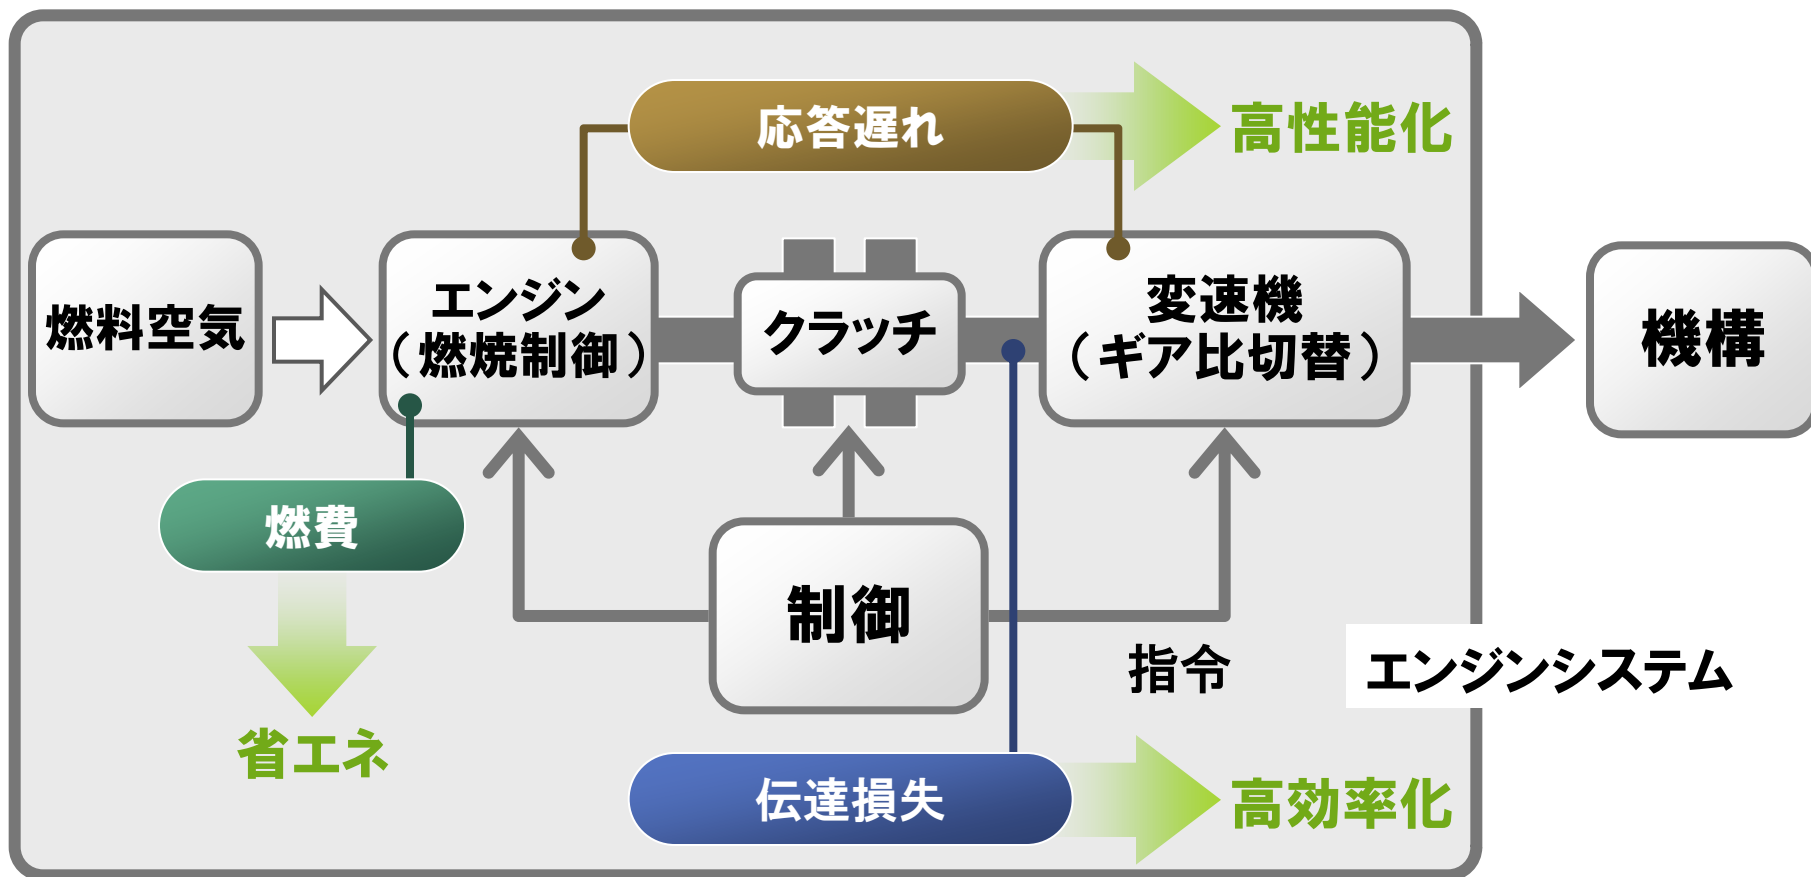 応答遅れ
高性能化
燃料空気
エンジン
（燃焼制御）
クラッチ
変速機
（ギア比切替）
機構
燃費
制御
指令
エンジンシステム
省エネ
伝達損失
高効率化